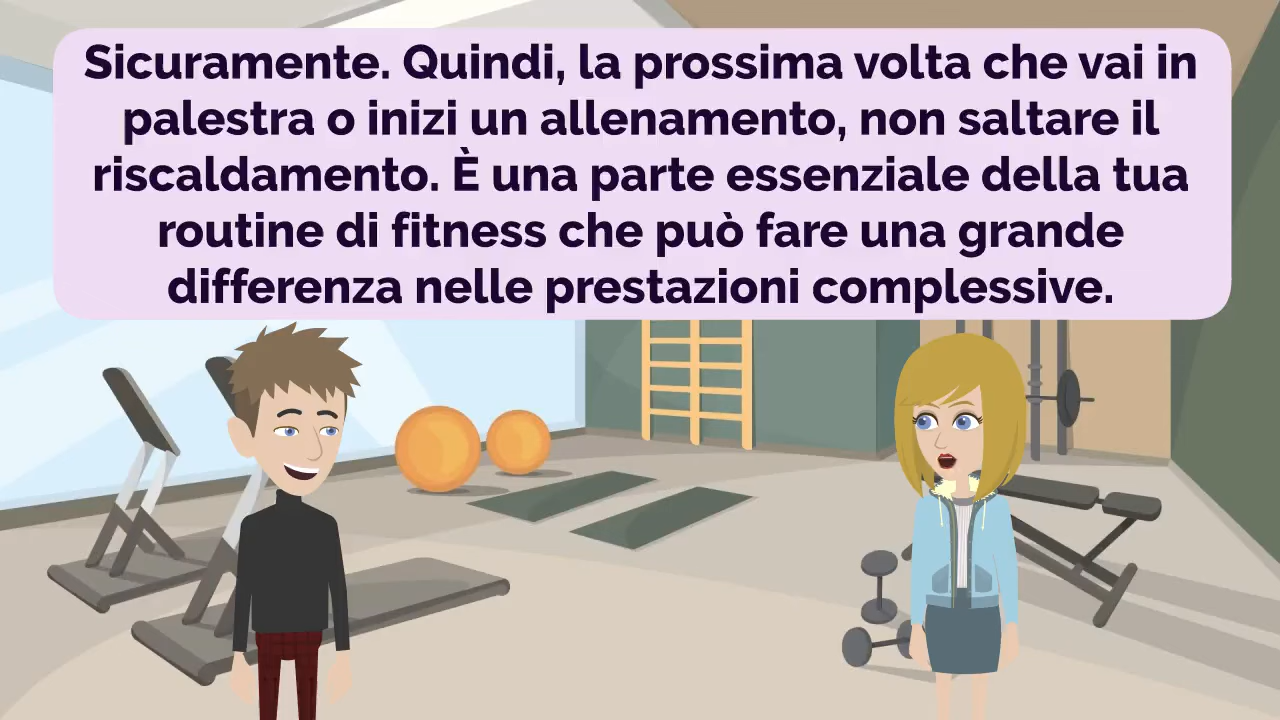 Sicuramente. Quindi, la prossima volta che vai in
palestra o inizi un allenamento, non saltare il
riscaldamento. È una parte essenziale della tua
routine di fitness che può fare una grande
differenza nelle prestazioni complessive.